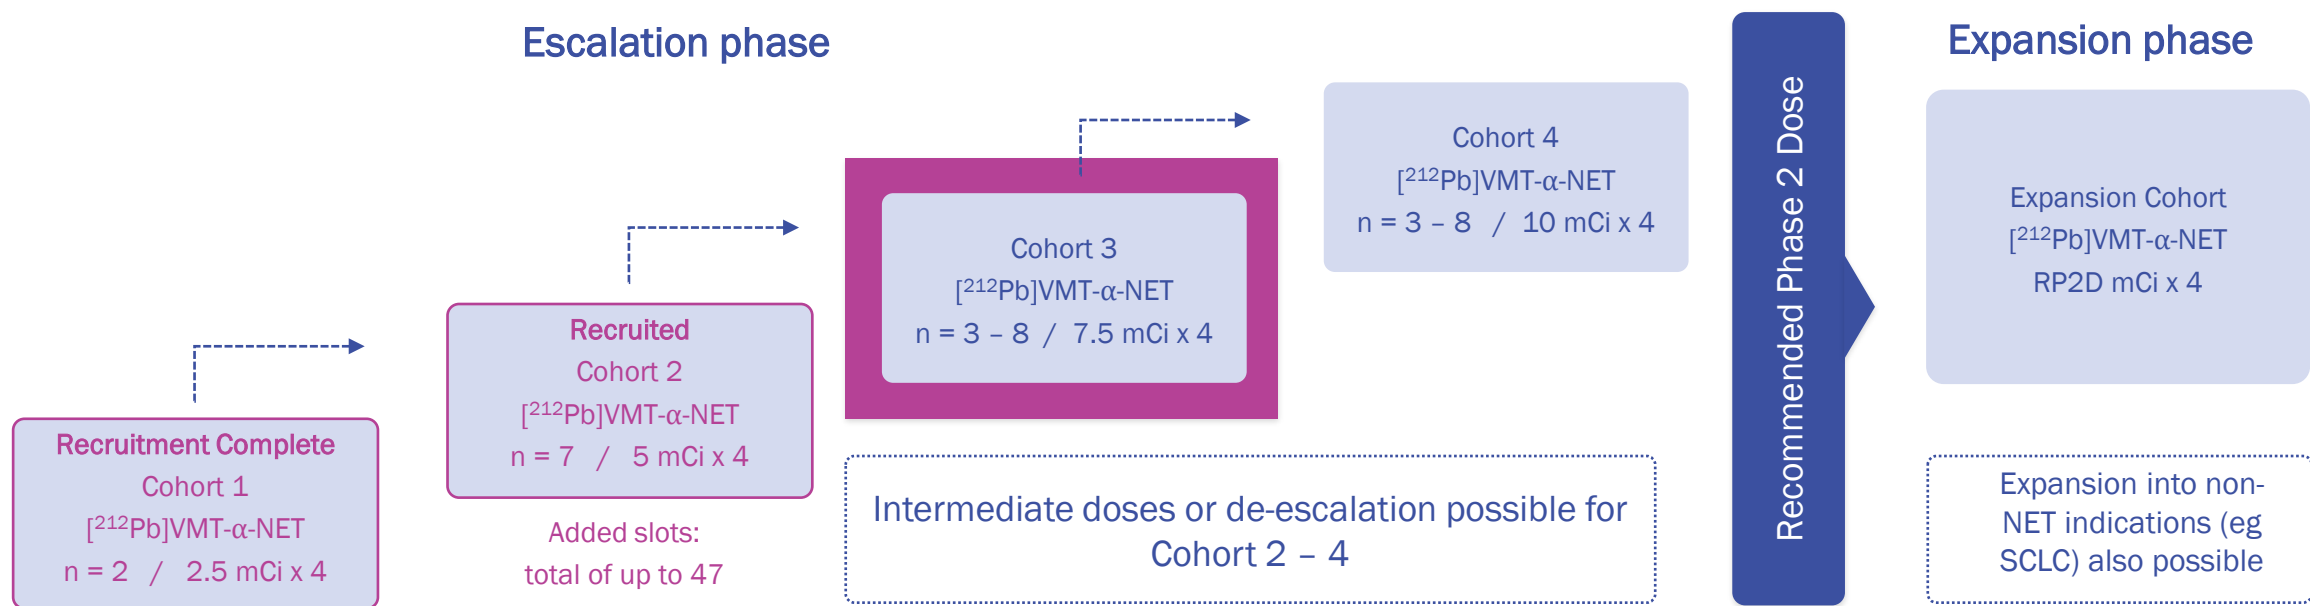 Escalation phase
Expansion phase
Recruitment Complete
Cohort 1
[²¹²Pb]VMT-α-NET
n = 2 / 2.5 mCi x 4
Recruited
Cohort 2
[²¹²Pb]VMT-α-NET
n = 7 / 5 mCi x 4
Added slots:
total of up to 47
Cohort 3
[²¹²Pb]VMT-α-NET
n = 3 – 8 / 7.5 mCi x 4
Cohort 4
[²¹²Pb]VMT-α-NET
n = 3 – 8 / 10 mCi x 4
Intermediate doses or de-escalation possible for
Cohort 2 – 4
Recommended Phase 2 Dose
Expansion Cohort
[²¹²Pb]VMT-α-NET
RP2D mCi x 4
Expansion into non-
NET indications (eg
SCLC) also possible